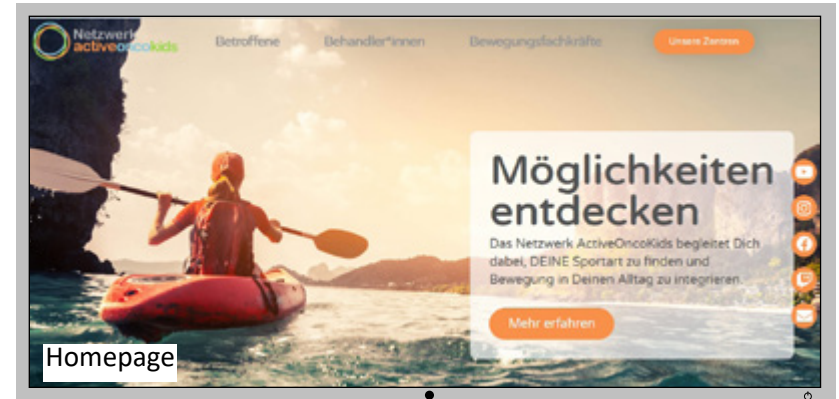 Netzwerk
activeoncokids
Betroffene Behandler*innen Bewegungsfachkräfte Unsere Zentren
Möglichkeiten
entdecken
Das Netzwerk ActiveOncoKids begleitet Dich
dabei, DEINE Sportart zu finden und
Bewegung in Deinen Alltag zu integrieren.
Mehr erfahren
Homepage